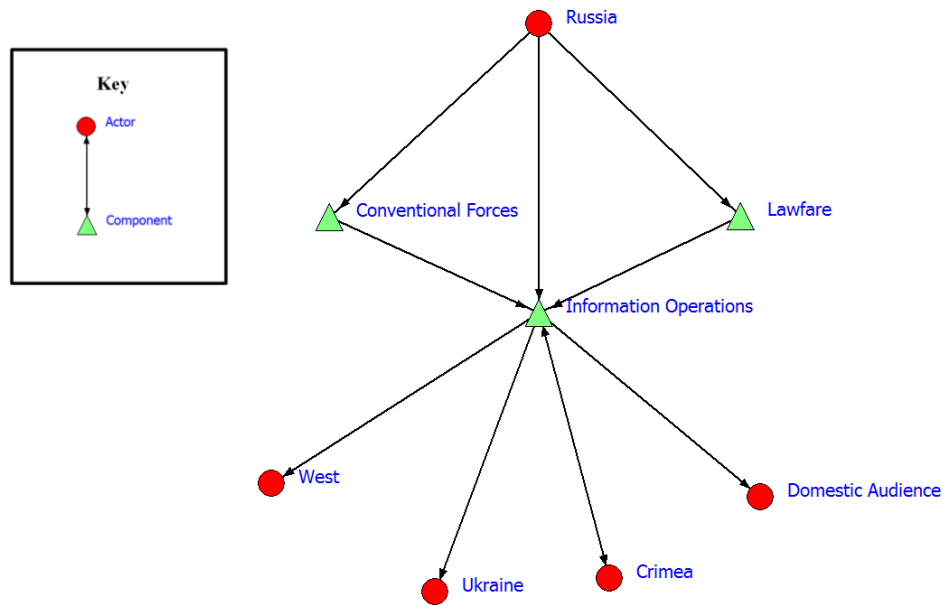 Russia
Key
Actor
Conventional Forces
Lawfare
Component
Information Operations
West
Domestic Audience
Ukraine
Crimea